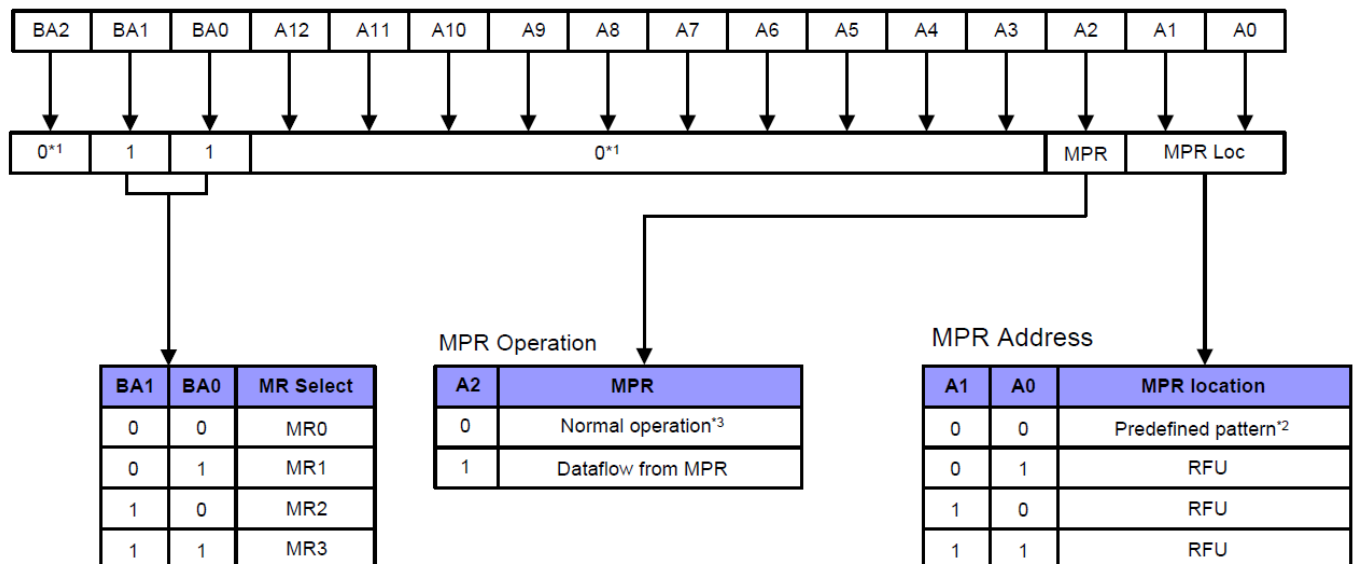 BA2 BA1 BA0 A12 A11 A10 A9 A8 A7 A6 A5 A4 A3 A2 A1 A0
0*1 1 1 0*1 MPR MPR Loc
MPR Operation
MPR Address
BA1 BA0 MR Select
0 0 MR0
0 1 MR1
1 0 MR2
1 1 MR3
A2 MPR
0 Normal operation*3
1 Dataflow from MPR
A1 A0 MPR location
0 0 Predefined pattern*2
0 1 RFU
1 0 RFU
1 1 RFU